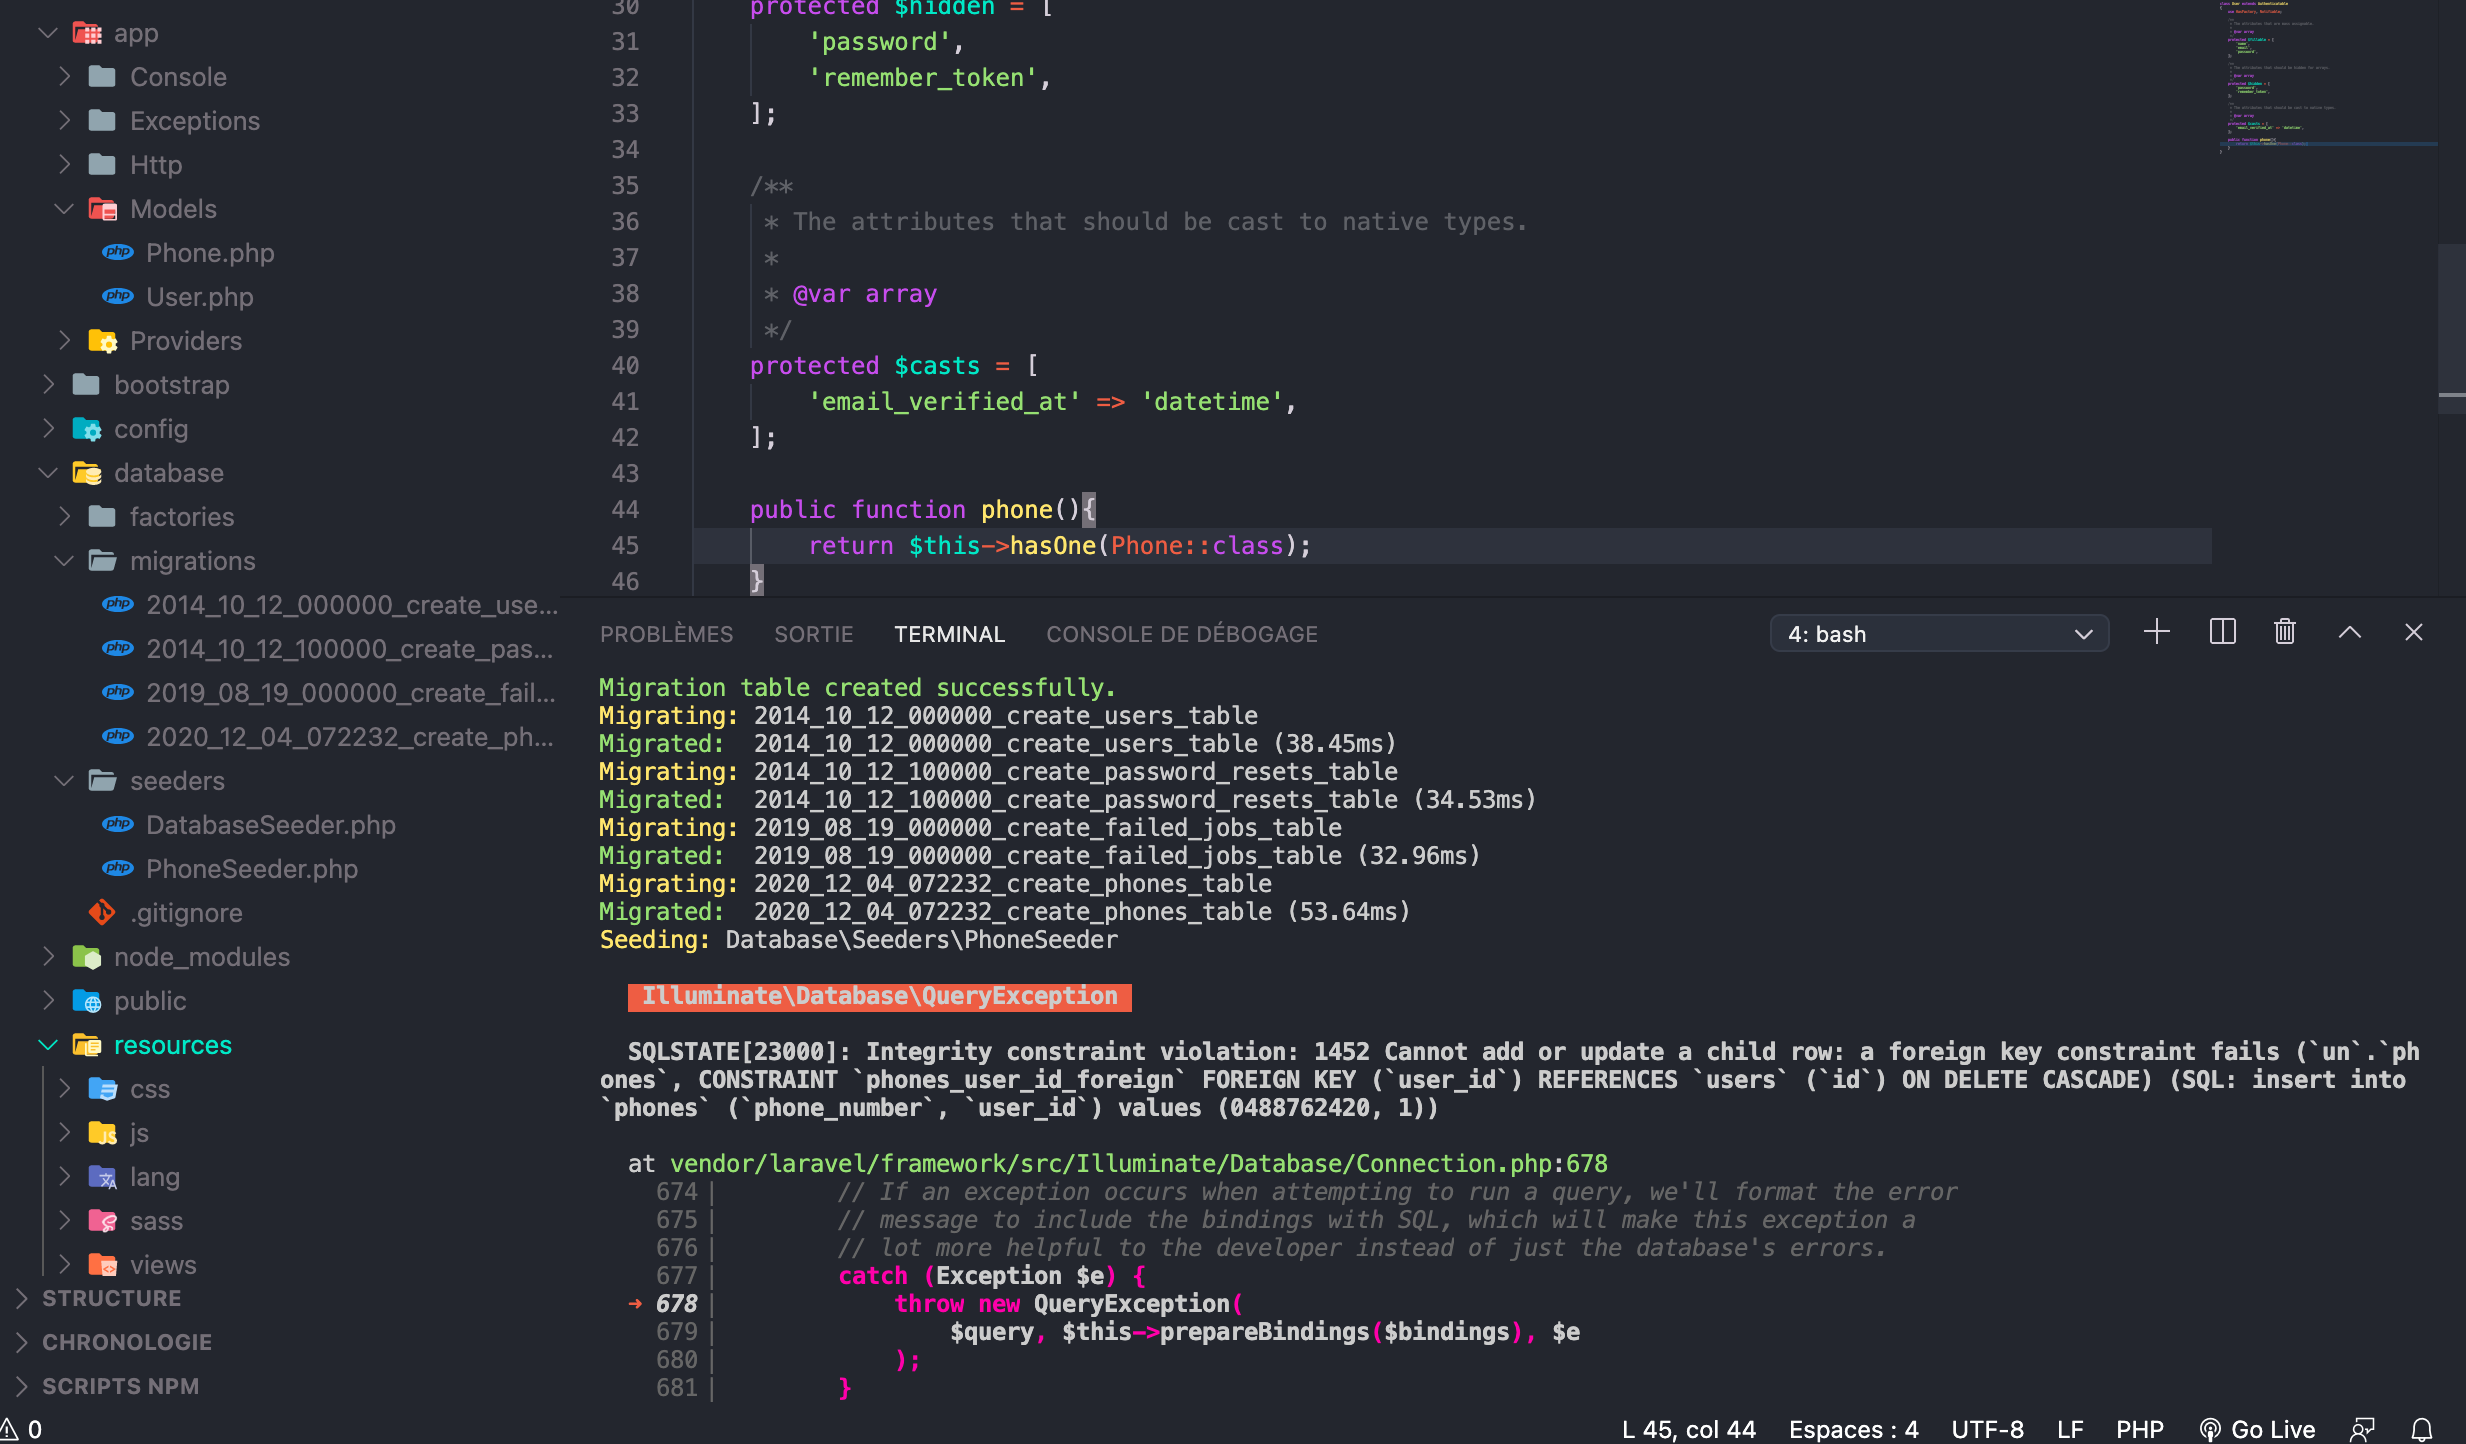 app
Console
Exceptions
Http
Models
php Phone.php
php User.php
Providers
bootstrap
config
database
factories
migrations
php 2014_10_12_000000_create_use...
php 2014_10_12_100000_create_pas...
php 2019_08_19_000000_create_fail...
php 2020_12_04_072232_create_ph...
seeders
php DatabaseSeeder.php
php PhoneSeeder.php
.gitignore
node_modules
public
resources
css
js
lang
sass
views
STRUCTURE
CHRONOLOGIE
SCRIPTS NPM
30 protected $hidden = [
31 'password',
32 'remember_token',
33 ];
34
35 /**
36 * The attributes that should be cast to native types.
37 *
38 * @var array
39 */
40 protected $casts = [
41 'email_verified_at' => 'datetime',
42 ];
43
44 public function phone(){
45 return $this->hasOne(Phone::class);
46 }
PROBLÈMES SORTIE TERMINAL CONSOLE DE DÉBOGAGE 4: bash
Migration table created successfully.
Migrating: 2014_10_12_000000_create_users_table
Migrated:  2014_10_12_000000_create_users_table (38.45ms)
Migrating: 2014_10_12_100000_create_password_resets_table
Migrated:  2014_10_12_100000_create_password_resets_table (34.53ms)
Migrating: 2019_08_19_000000_create_failed_jobs_table
Migrated:  2019_08_19_000000_create_failed_jobs_table (32.96ms)
Migrating: 2020_12_04_072232_create_phones_table
Migrated:  2020_12_04_072232_create_phones_table (53.64ms)
Seeding: Database\Seeders\PhoneSeeder
Illuminate\Database\QueryException
SQLSTATE[23000]: Integrity constraint violation: 1452 Cannot add or update a child row: a foreign key constraint fails (`un`.`ph
ones`, CONSTRAINT `phones_user_id_foreign` FOREIGN KEY (`user_id`) REFERENCES `users` (`id`) ON DELETE CASCADE) (SQL: insert into
`phones` (`phone_number`, `user_id`) values (0488762420, 1))
at vendor/laravel/framework/src/Illuminate/Database/Connection.php:678
674| // If an exception occurs when attempting to run a query, we'll format the error
675| // message to include the bindings with SQL, which will make this exception a
676| // lot more helpful to the developer instead of just the database's errors.
677| catch (Exception $e) {
➜ 678| throw new QueryException(
679| $query, $this->prepareBindings($bindings), $e
680| );
681| }
0 L 45, col 44 Espaces : 4 UTF-8 LF PHP Go Live